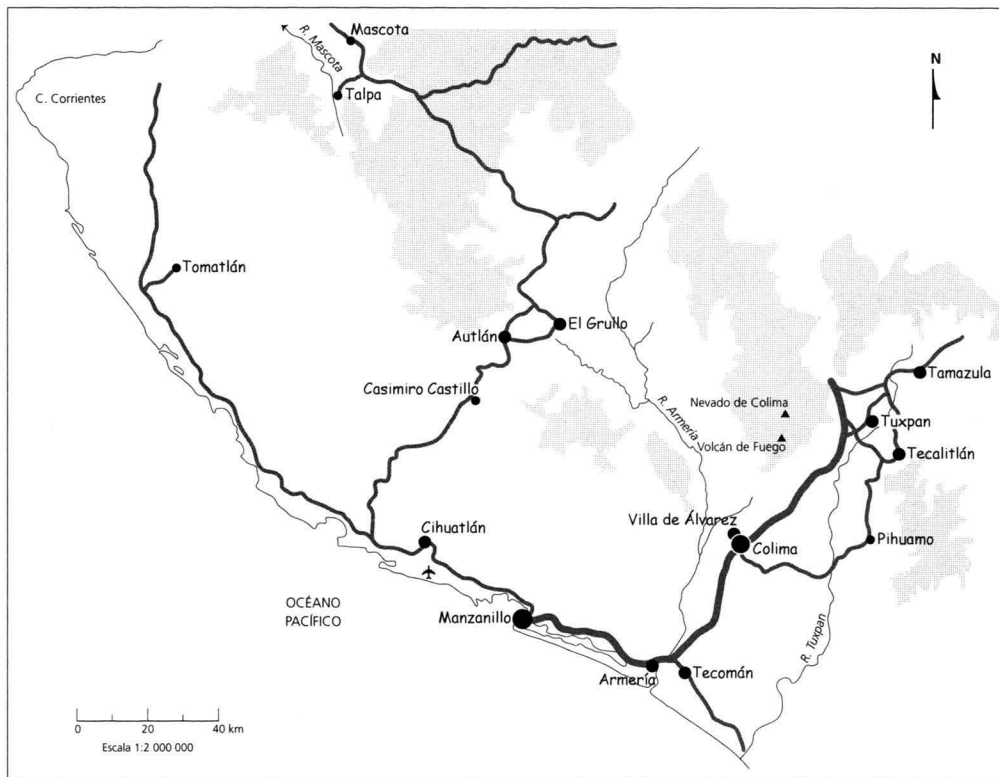 Mascota
R. Mascota
N
C. Corrientes
Talpa
Tomatlán
El Grullo
Autlán
Tamazula
Casimiro Castillo
Nevado de Colima
R. Armeria
Tuxpan
Volcán de Fuego
Tecalitlán
Villa de Álvarez
Cihuatlán
Pihuamo
Colima
OCÉANO
PACÍFICO
Manzanillo
R. Tuxpan
Tecomán
Armería
0 20 40 km
Escala 1:2 000 000